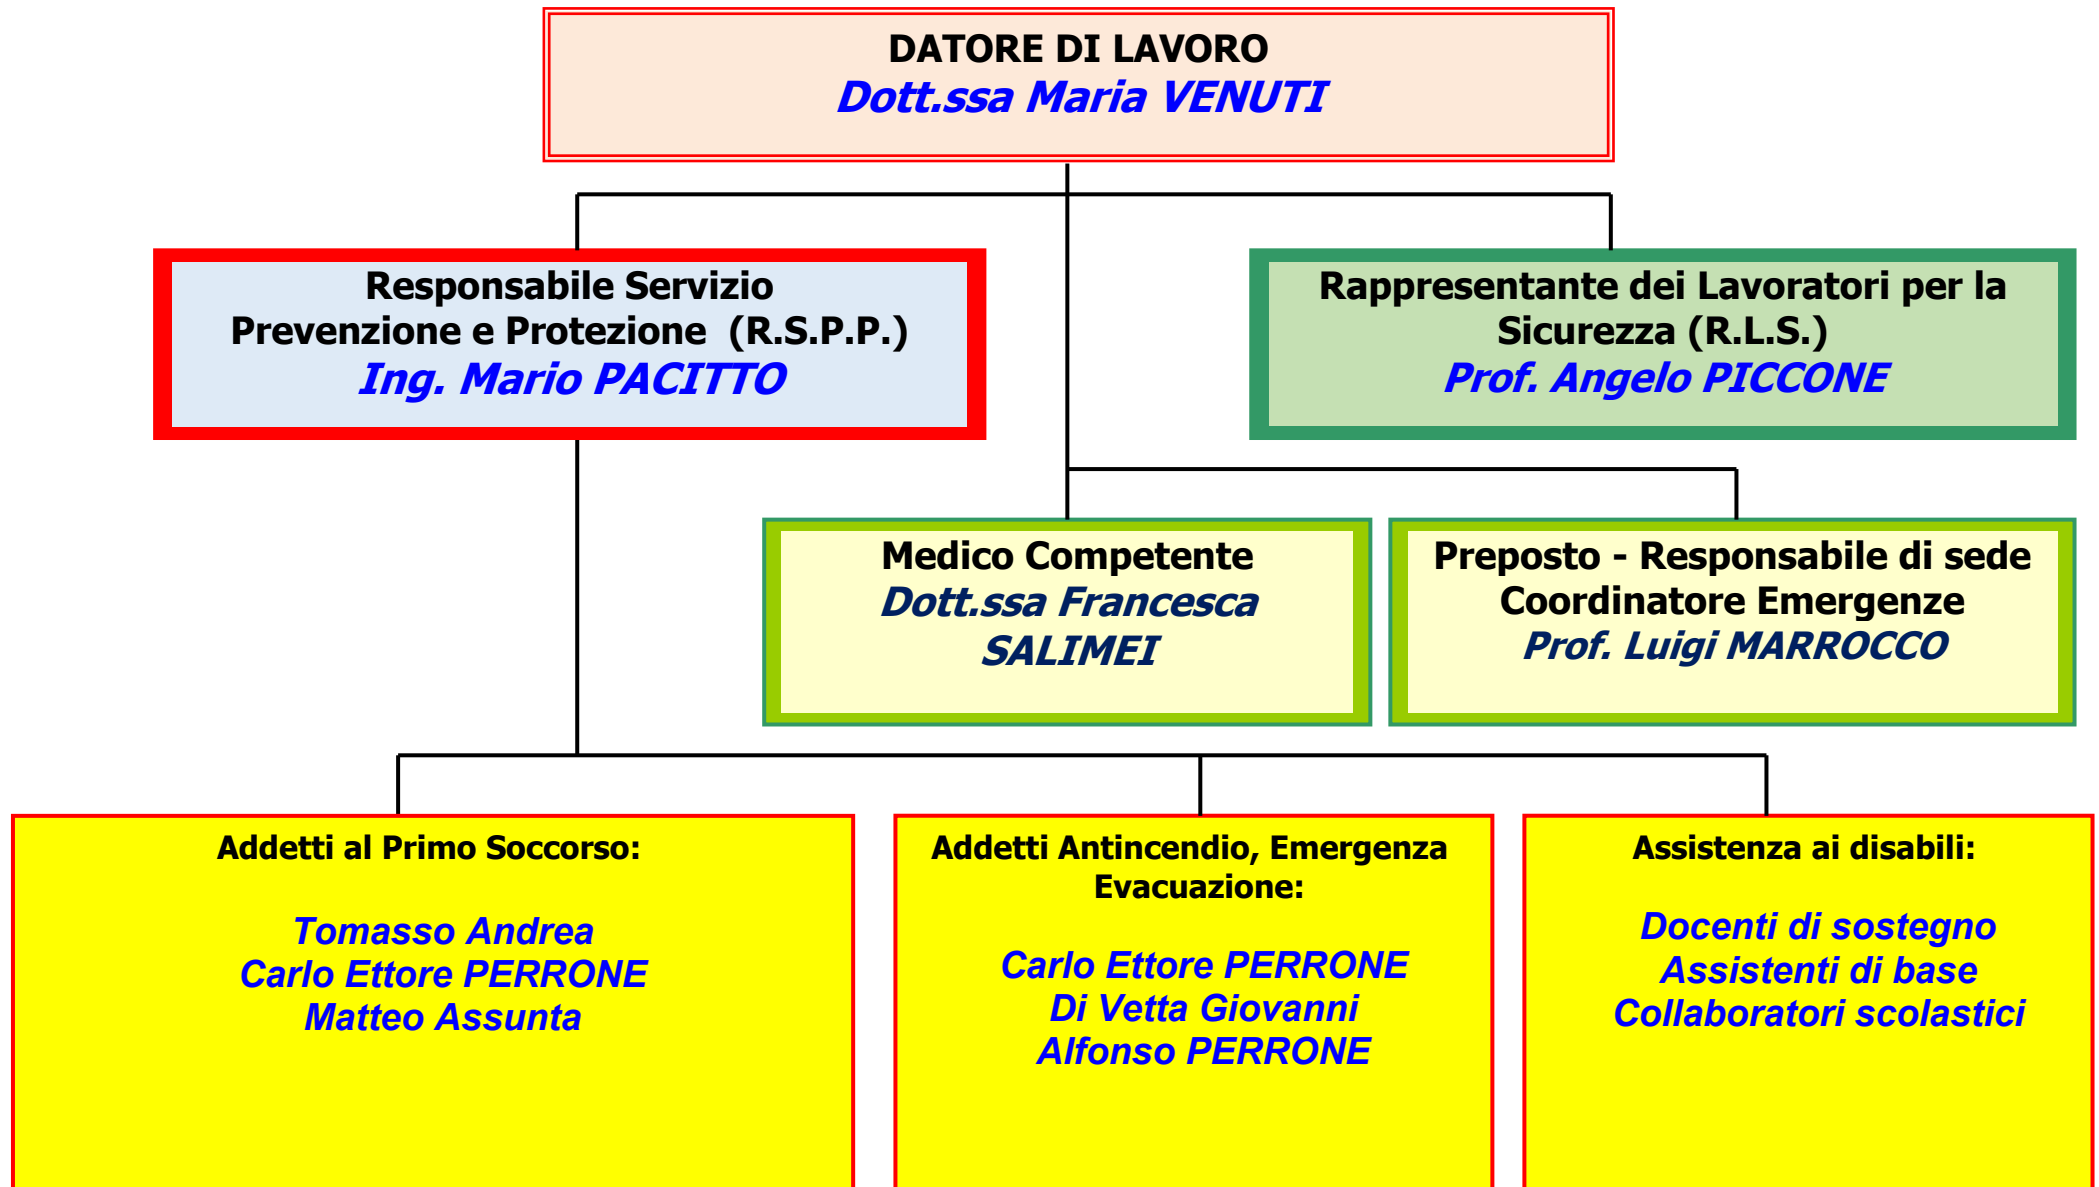 DATORE DI LAVORO
Dott.ssa Maria VENUTI
Responsabile Servizio
Prevenzione e Protezione (R.S.P.P.)
Ing. Mario PACITTO
Rappresentante dei Lavoratori per la
Sicurezza (R.L.S.)
Prof. Angelo PICCONE
Medico Competente
Dott.ssa Francesca
SALIMEI
Preposto - Responsabile di sede
Coordinatore Emergenze
Prof. Luigi MARROCCO
Addetti al Primo Soccorso:
Tomasso Andrea
Carlo Ettore PERRONE
Matteo Assunta
Addetti Antincendio, Emergenza
Evacuazione:
Carlo Ettore PERRONE
Di Vetta Giovanni
Alfonso PERRONE
Assistenza ai disabili:
Docenti di sostegno
Assistenti di base
Collaboratori scolastici